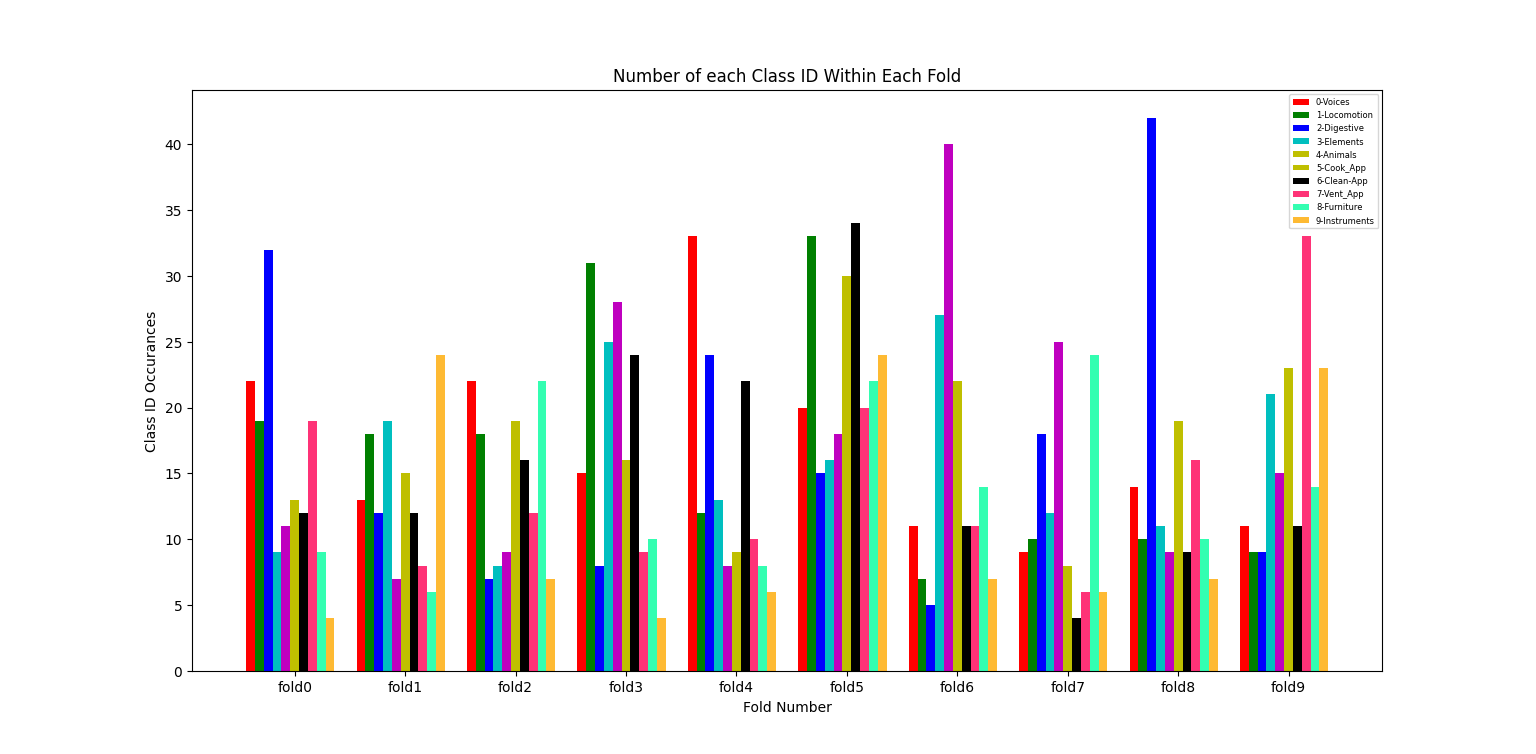 Number of each Class ID Within Each Fold
0-Voices
1-Locomotion
2-Digestive
3-Elements
4-Animals
5-Cook_App
6-Clean-App
7-Vent_App
8-Furniture
9-Instruments
Class ID Occurances
40
35
30
25
20
15
10
5
0
fold0 fold1 fold2 fold3 fold4 fold5 fold6 fold7 fold8 fold9
Fold Number